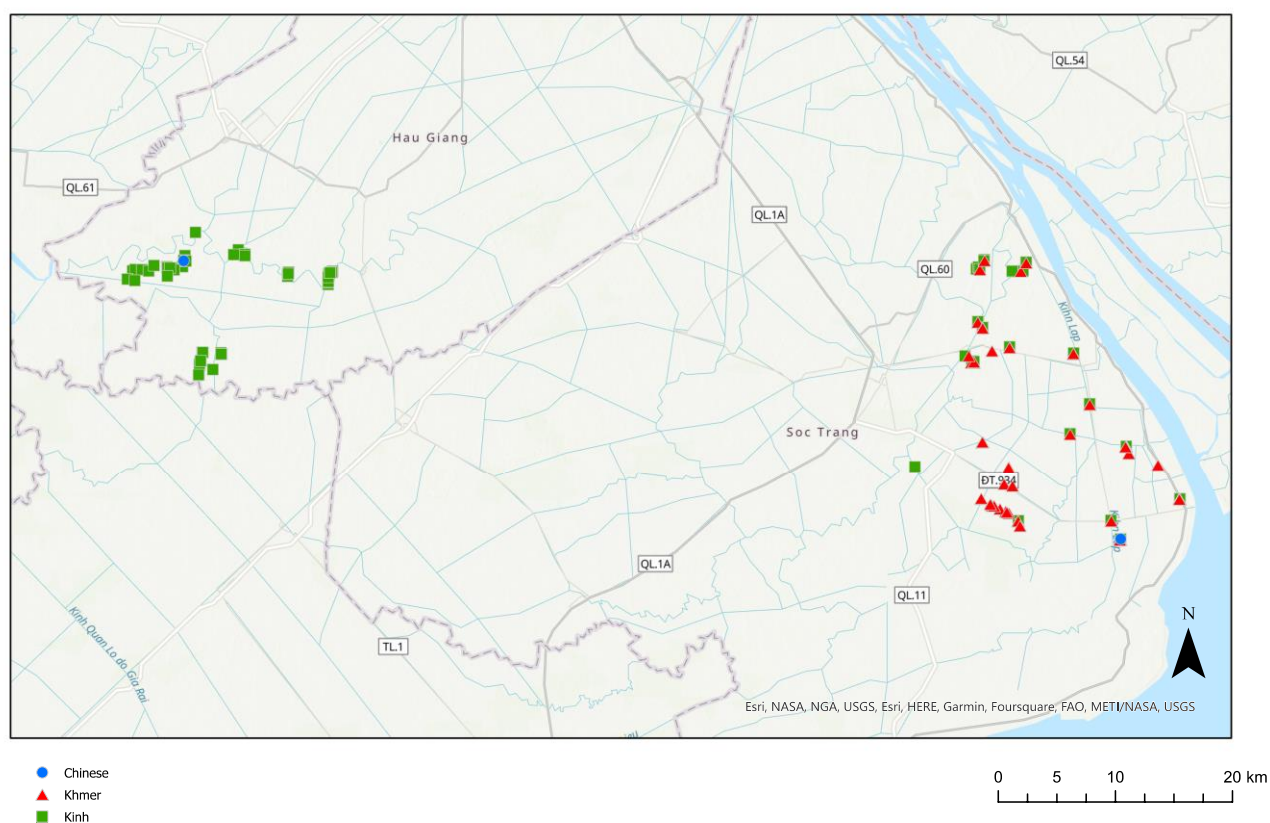 QL.54
Hau Giang
QL.61
QL.1A
QL.60
Kihn Lap
Soc Trang
ĐT.934
QL.1A
QL.11
N
Kinh Quan Lo do Gia Rai
TL.1
Esri, NASA, NGA, USGS, Esri, HERE, Garmin, Foursquare, FAO, METI/NASA, USGS
Chinese
Khmer
Kinh
0 5 10 20 km